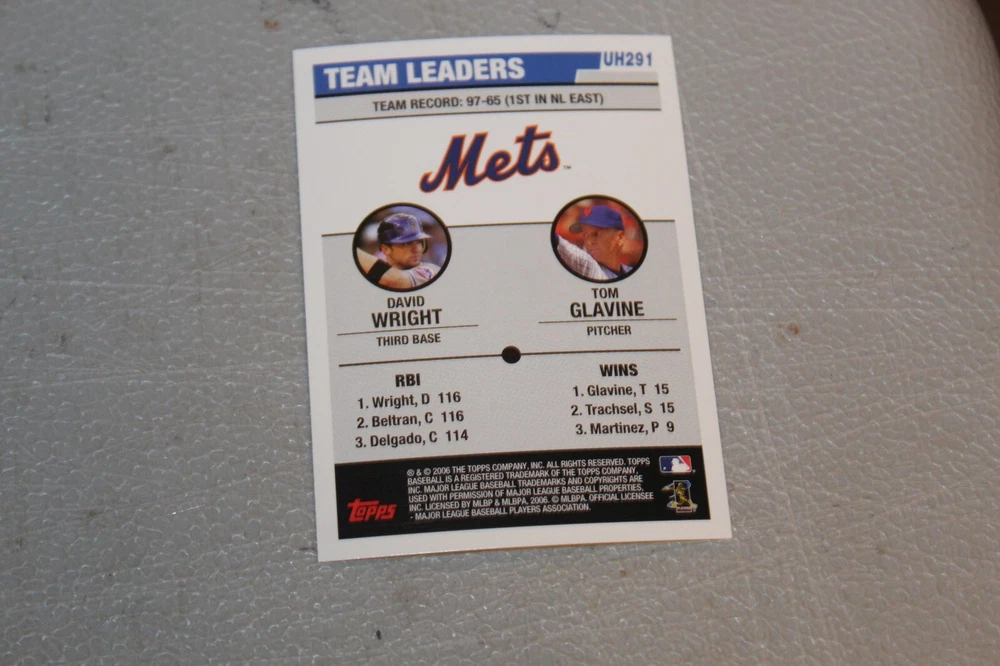 TEAM LEADERS
UH291
TEAM RECORD: 97-65 (1ST IN NL EAST)
Mets™
DAVID
WRIGHT
THIRD BASE
TOM
GLAVINE
PITCHER
RBI
1. Wright, D 116
2. Beltran, C 116
3. Delgado, C 114
WINS
1. Glavine, T 15
2. Trachsel, S 15
3. Martinez, P 9
topps
® & © 2006 THE TOPPS COMPANY, INC. ALL RIGHTS RESERVED. TOPPS
BASEBALL IS A REGISTERED TRADEMARK OF THE TOPPS COMPANY,
INC. MAJOR LEAGUE BASEBALL TRADEMARKS AND COPYRIGHTS ARE
USED WITH PERMISSION OF MAJOR LEAGUE BASEBALL PROPERTIES,
INC. LICENSED BY MLBP & MLBPA, 2006. © MLBPA. OFFICIAL LICENSEE
- MAJOR LEAGUE BASEBALL PLAYERS ASSOCIATION.